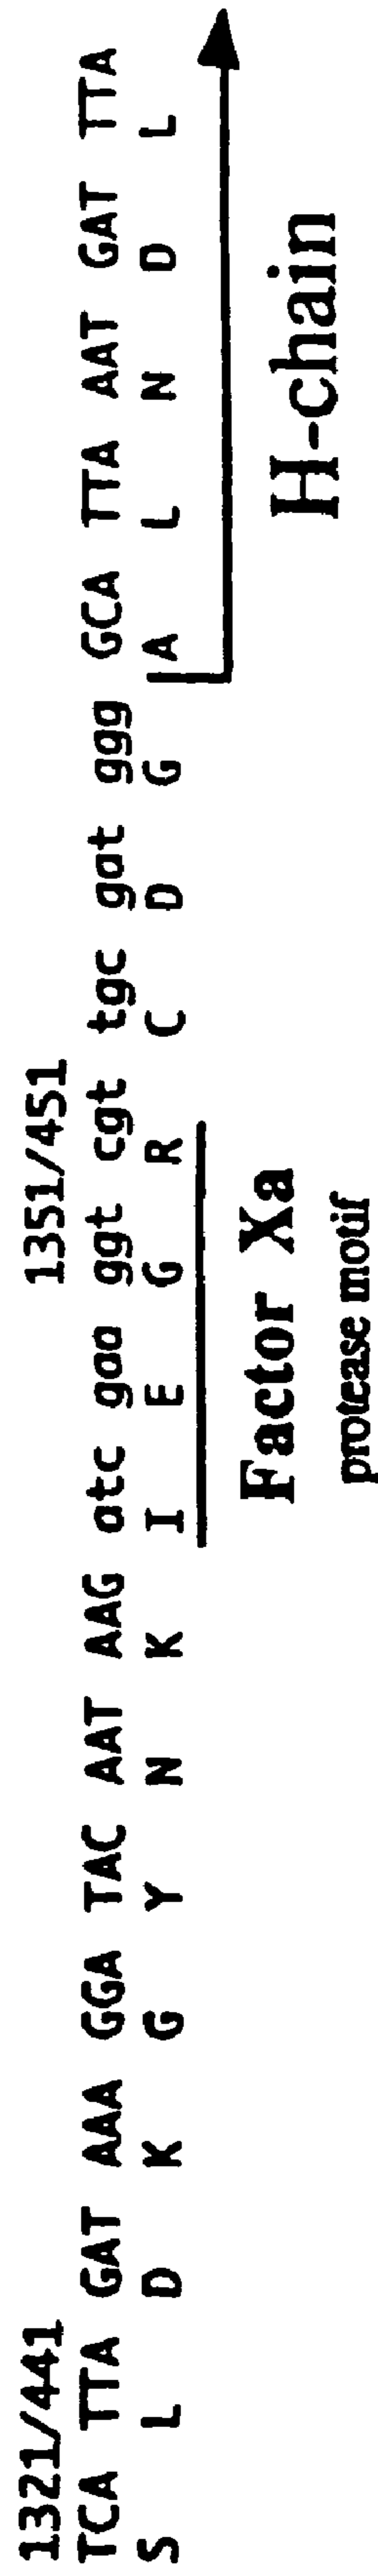 1321/441 1351/451
TCA TTA GAT AAA GGA TAC AAT AAG atc gaa ggt cgt tgc gat ggg GCA TTA AAT GAT TTA
S L D K G Y N K I E G R C D G A L N D L
Factor Xa H-chain
protease motif